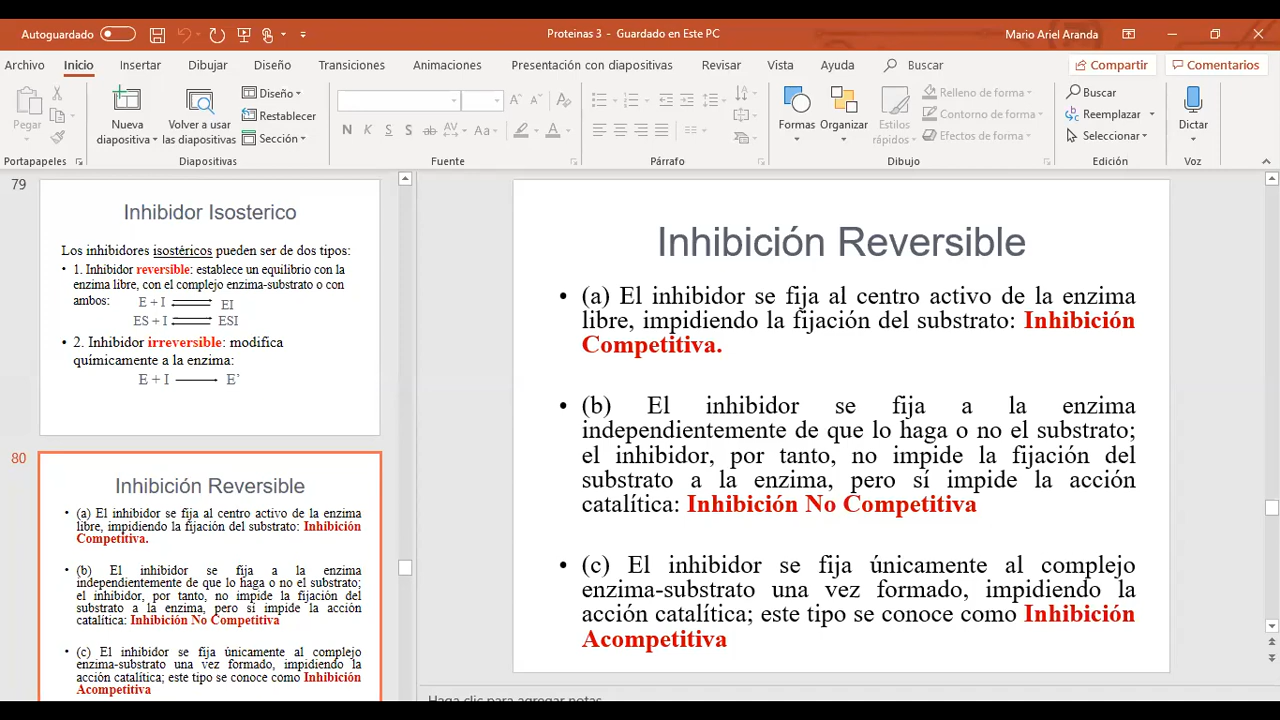 Autoguardado
Proteinas 3 - Guardado en Este PC
Mario Ariel Aranda
Archivo Inicio Insertar Dibujar Diseño Transiciones Animaciones Presentación con diapositivas Revisar Vista Ayuda Buscar Compartir Comentarios
Pegar
Nueva diapositiva
Volver a usar las diapositivas
Diseño
Restablecer
Sección
N K S S ab AV Aa A
Formas
Organizar
Estilos rápidos
Relleno de forma
Contorno de forma
Efectos de forma
Buscar
Reemplazar
Seleccionar
Dictar
Portapapeles Diapositivas Fuente Párrafo Dibujo Edición Voz
79
Inhibidor Isosterico
Los inhibidores isostéricos pueden ser de dos tipos:
• 1. Inhibidor reversible: establece un equilibrio con la
enzima libre, con el complejo enzima-substrato o con
ambos: E + I EI
ES + I ESI
• 2. Inhibidor irreversible: modifica
químicamente a la enzima:
E + I E’
80
Inhibición Reversible
• (a) El inhibidor se fija al centro activo de la enzima
libre, impidiendo la fijación del substrato: Inhibición
Competitiva.
• (b) El inhibidor se fija a la enzima
independientemente de que lo haga o no el substrato;
el inhibidor, por tanto, no impide la fijación del
substrato a la enzima, pero sí impide la acción
catalítica: Inhibición No Competitiva
• (c) El inhibidor se fija únicamente al complejo
enzima-substrato una vez formado, impidiendo la
acción catalítica; este tipo se conoce como Inhibición
Acompetitiva
Inhibición Reversible
• (a) El inhibidor se fija al centro activo de la enzima
libre, impidiendo la fijación del substrato: Inhibición
Competitiva.
• (b) El inhibidor se fija a la enzima
independientemente de que lo haga o no el substrato;
el inhibidor, por tanto, no impide la fijación del
substrato a la enzima, pero sí impide la acción
catalítica: Inhibición No Competitiva
• (c) El inhibidor se fija únicamente al complejo
enzima-substrato una vez formado, impidiendo la
acción catalítica; este tipo se conoce como Inhibición
Acompetitiva
Haga clic para agregar notas